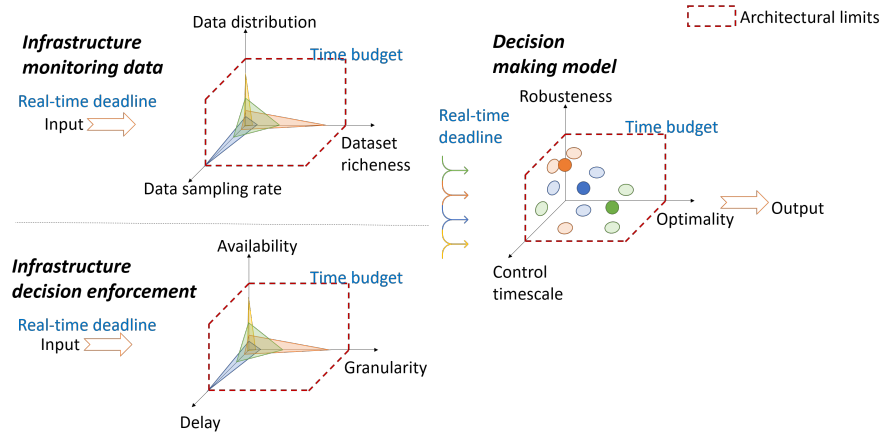 Architectural limits
Data distribution
Infrastructure
monitoring data
Time budget
Real-time deadline
Input
Dataset
richeness
Data sampling rate
Availability
Infrastructure
decision enforcement
Time budget
Real-time deadline
Input
Granularity
Delay
Decision
making model
Robusteness
Real-time
deadline
Time budget
Optimality
Output
Control
timescale